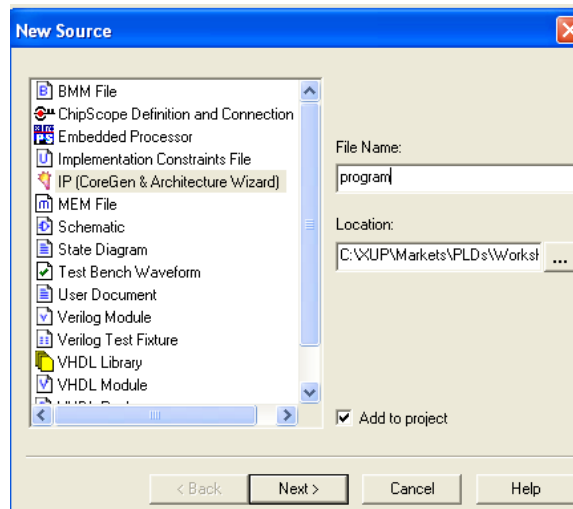 New Source
BMM File
ChipScope Definition and Connection
Embedded Processor
Implementation Constraints File
IP (CoreGen & Architecture Wizard)
MEM File
Schematic
State Diagram
Test Bench Waveform
User Document
Verilog Module
Verilog Test Fixture
VHDL Library
VHDL Module
File Name:
program
Location:
C:\XUP\Markets\PLDs\Worksh
...
Add to project
< Back
Next >
Cancel
Help